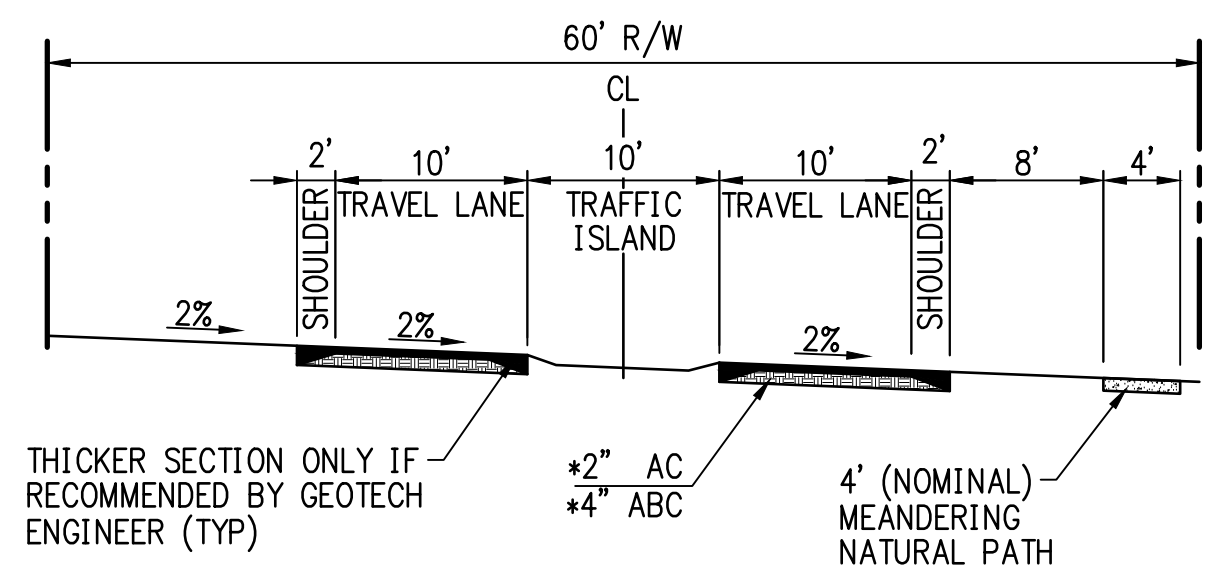 60' R/W
CL
2'
10'
10'
10'
2'
8'
4'
SHOULDER
TRAVEL LANE
TRAFFIC
ISLAND
TRAVEL LANE
SHOULDER
2%
2%
2%
THICKER SECTION ONLY IF
RECOMMENDED BY GEOTECH
ENGINEER (TYP)
*2" AC
*4" ABC
4' (NOMINAL)
MEANDERING
NATURAL PATH